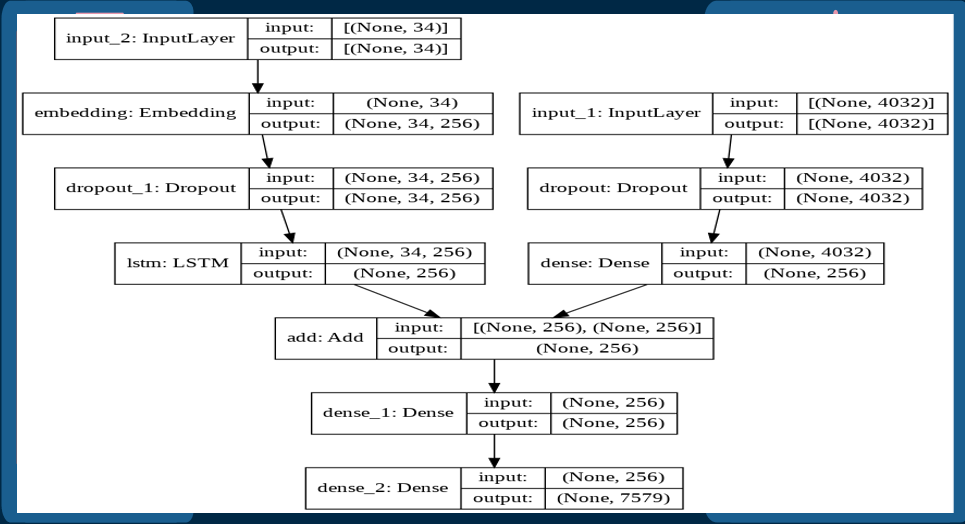 input_2: InputLayer
input: [(None, 34)]
output: [(None, 34)]
embedding: Embedding
input: (None, 34)
output: (None, 34, 256)
input_1: InputLayer
input: [(None, 4032)]
output: [(None, 4032)]
dropout_1: Dropout
input: (None, 34, 256)
output: (None, 34, 256)
dropout: Dropout
input: (None, 4032)
output: (None, 4032)
lstm: LSTM
input: (None, 34, 256)
output: (None, 256)
dense: Dense
input: (None, 4032)
output: (None, 256)
add: Add
input: [(None, 256), (None, 256)]
output: (None, 256)
dense_1: Dense
input: (None, 256)
output: (None, 256)
dense_2: Dense
input: (None, 256)
output: (None, 7579)